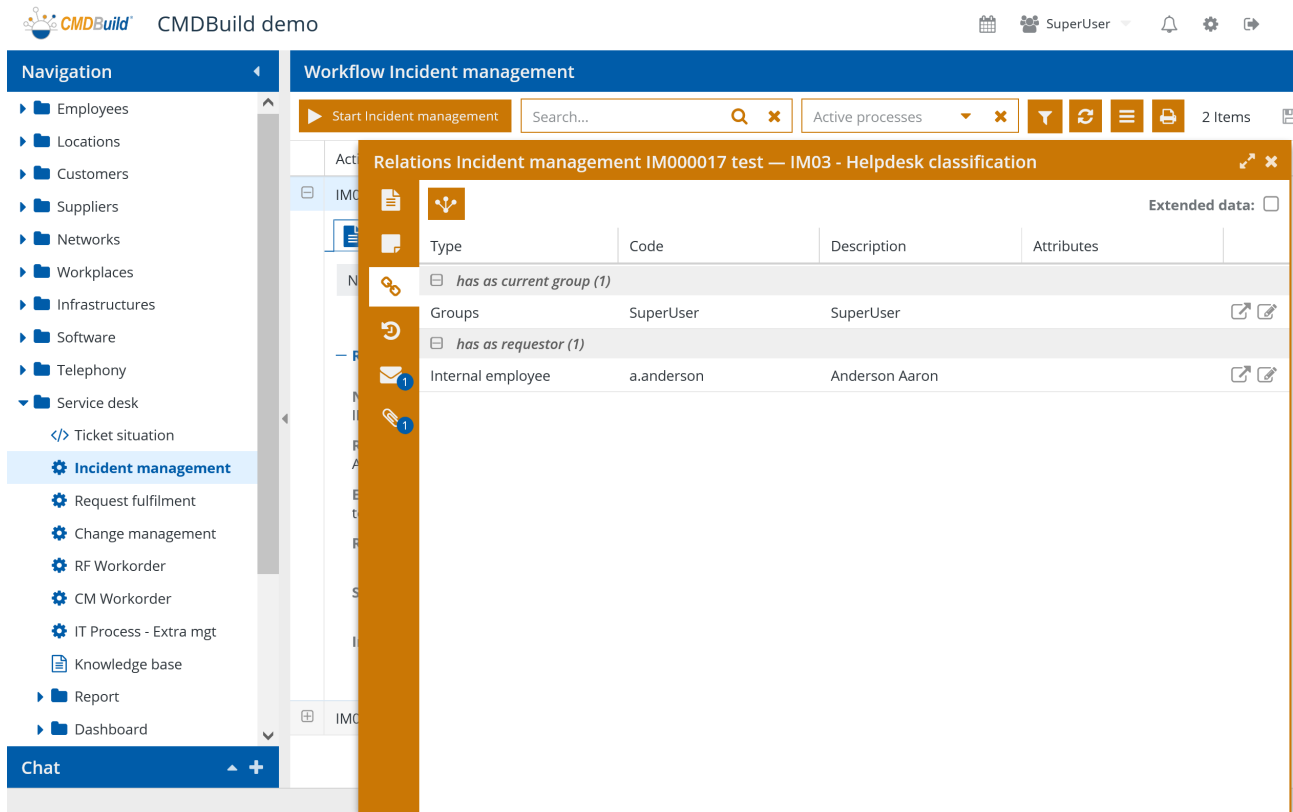 CMDBuild CMDBuild demo SuperUser
Navigation
Employees
Locations
Customers
Suppliers
Networks
Workplaces
Infrastructures
Software
Telephony
Service desk
Ticket situation
Incident management
Request fulfilment
Change management
RF Workorder
CM Workorder
IT Process - Extra mgt
Knowledge base
Report
Dashboard
Chat
Workflow Incident management
Start Incident management Search... Active processes 2 Items
Relations Incident management IM000017 test — IM03 - Helpdesk classification
Extended data:
Type Code Description Attributes
has as current group (1)
Groups SuperUser SuperUser
has as requestor (1)
Internal employee a.anderson Anderson Aaron
1
1